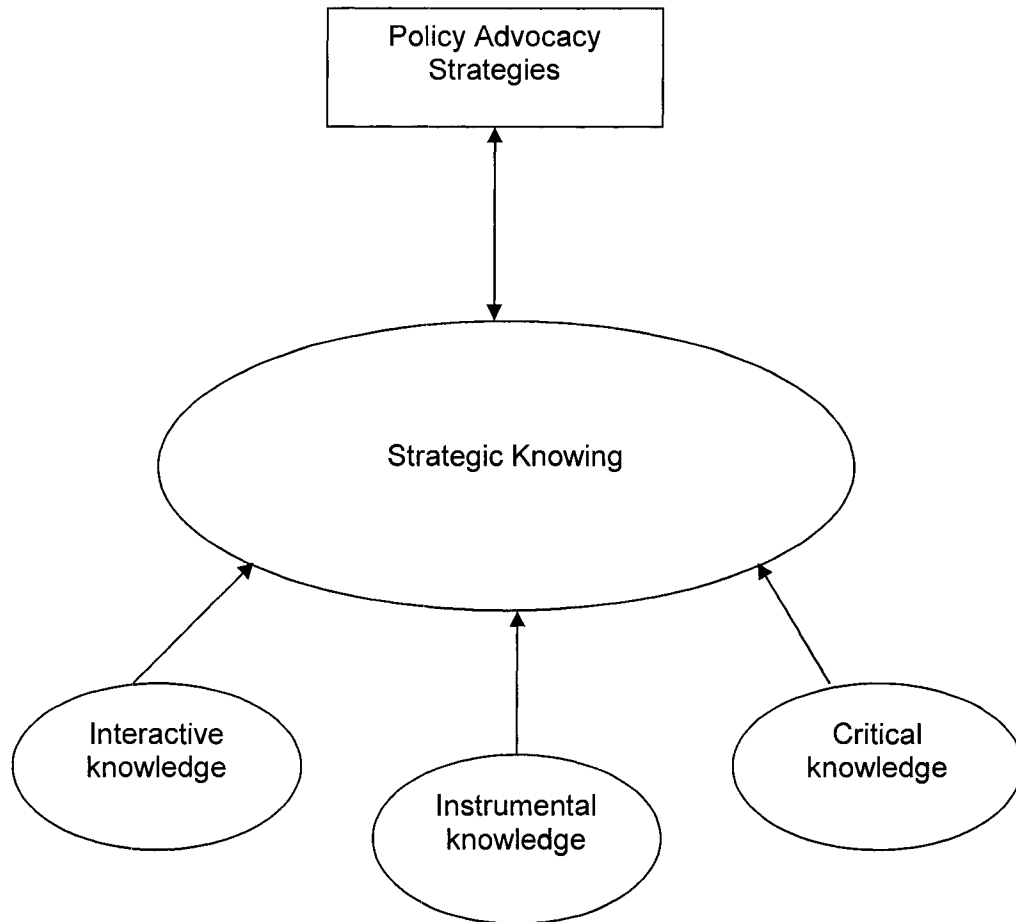 Policy Advocacy
Strategies
Strategic Knowing
Interactive
knowledge
Instrumental
knowledge
Critical
knowledge